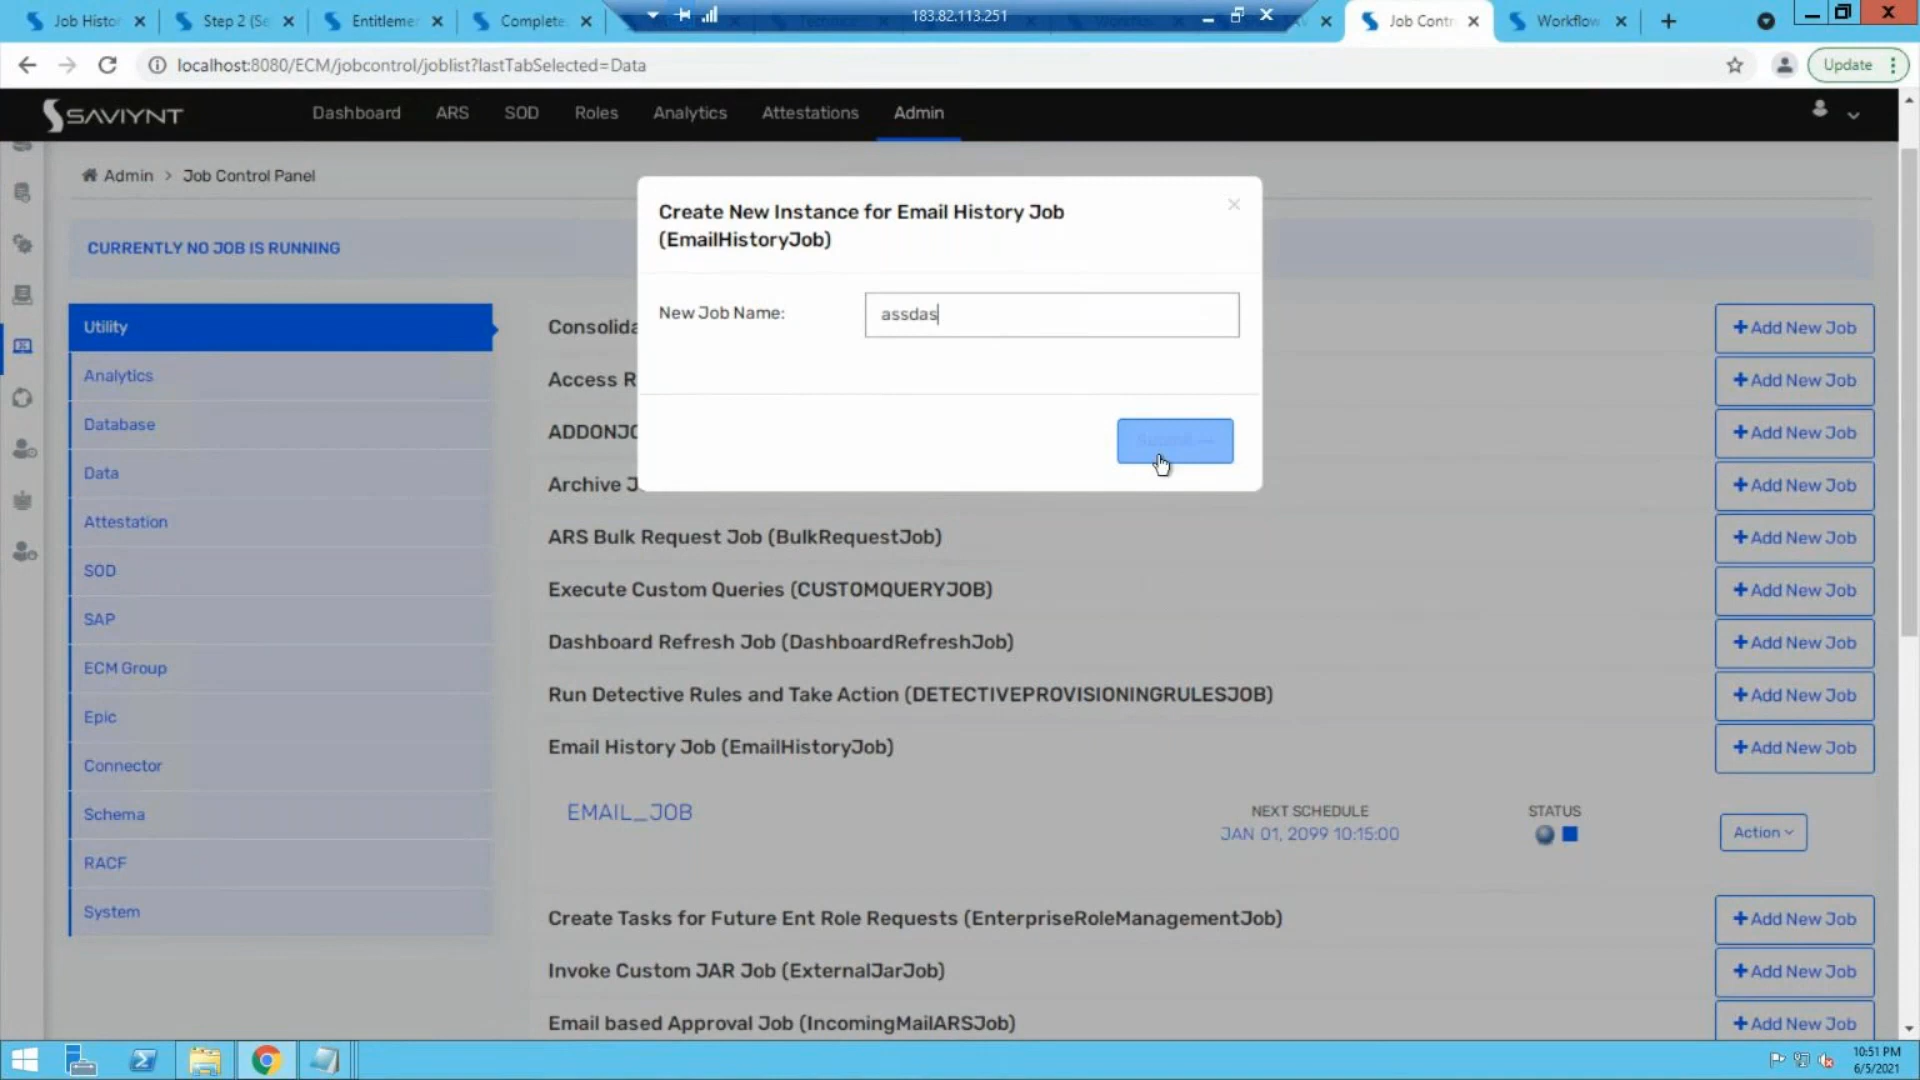 Job Histor
Step 2 (Se
Entitleme
Complete
183.82.113.251
Job Contr
Workflow
localhost:8080/ECM/jobcontrol/joblist?lastTabSelected=Data
Update
SAVIYNT
Dashboard
ARS
SOD
Roles
Analytics
Attestations
Admin
Admin > Job Control Panel
CURRENTLY NO JOB IS RUNNING
Create New Instance for Email History Job
(EmailHistoryJob)
New Job Name:
assdas
Utility
Analytics
Database
Data
Attestation
SOD
SAP
ECM Group
Epic
Connector
Schema
RACF
System
Consolida
+Add New Job
Access R
+Add New Job
ADDONJO
+Add New Job
Archive J
+Add New Job
ARS Bulk Request Job (BulkRequestJob)
+Add New Job
Execute Custom Queries (CUSTOMQUERYJOB)
+Add New Job
Dashboard Refresh Job (DashboardRefreshJob)
+Add New Job
Run Detective Rules and Take Action (DETECTIVEPROVISIONINGRULESJOB)
+Add New Job
Email History Job (EmailHistoryJob)
+Add New Job
EMAIL_JOB
NEXT SCHEDULE
JAN 01, 2099 10:15:00
STATUS
Action
Create Tasks for Future Ent Role Requests (EnterpriseRoleManagementJob)
+Add New Job
Invoke Custom JAR Job (ExternalJarJob)
+Add New Job
Email based Approval Job (IncomingMailARSJob)
+Add New Job
10:51 PM
6/5/2021